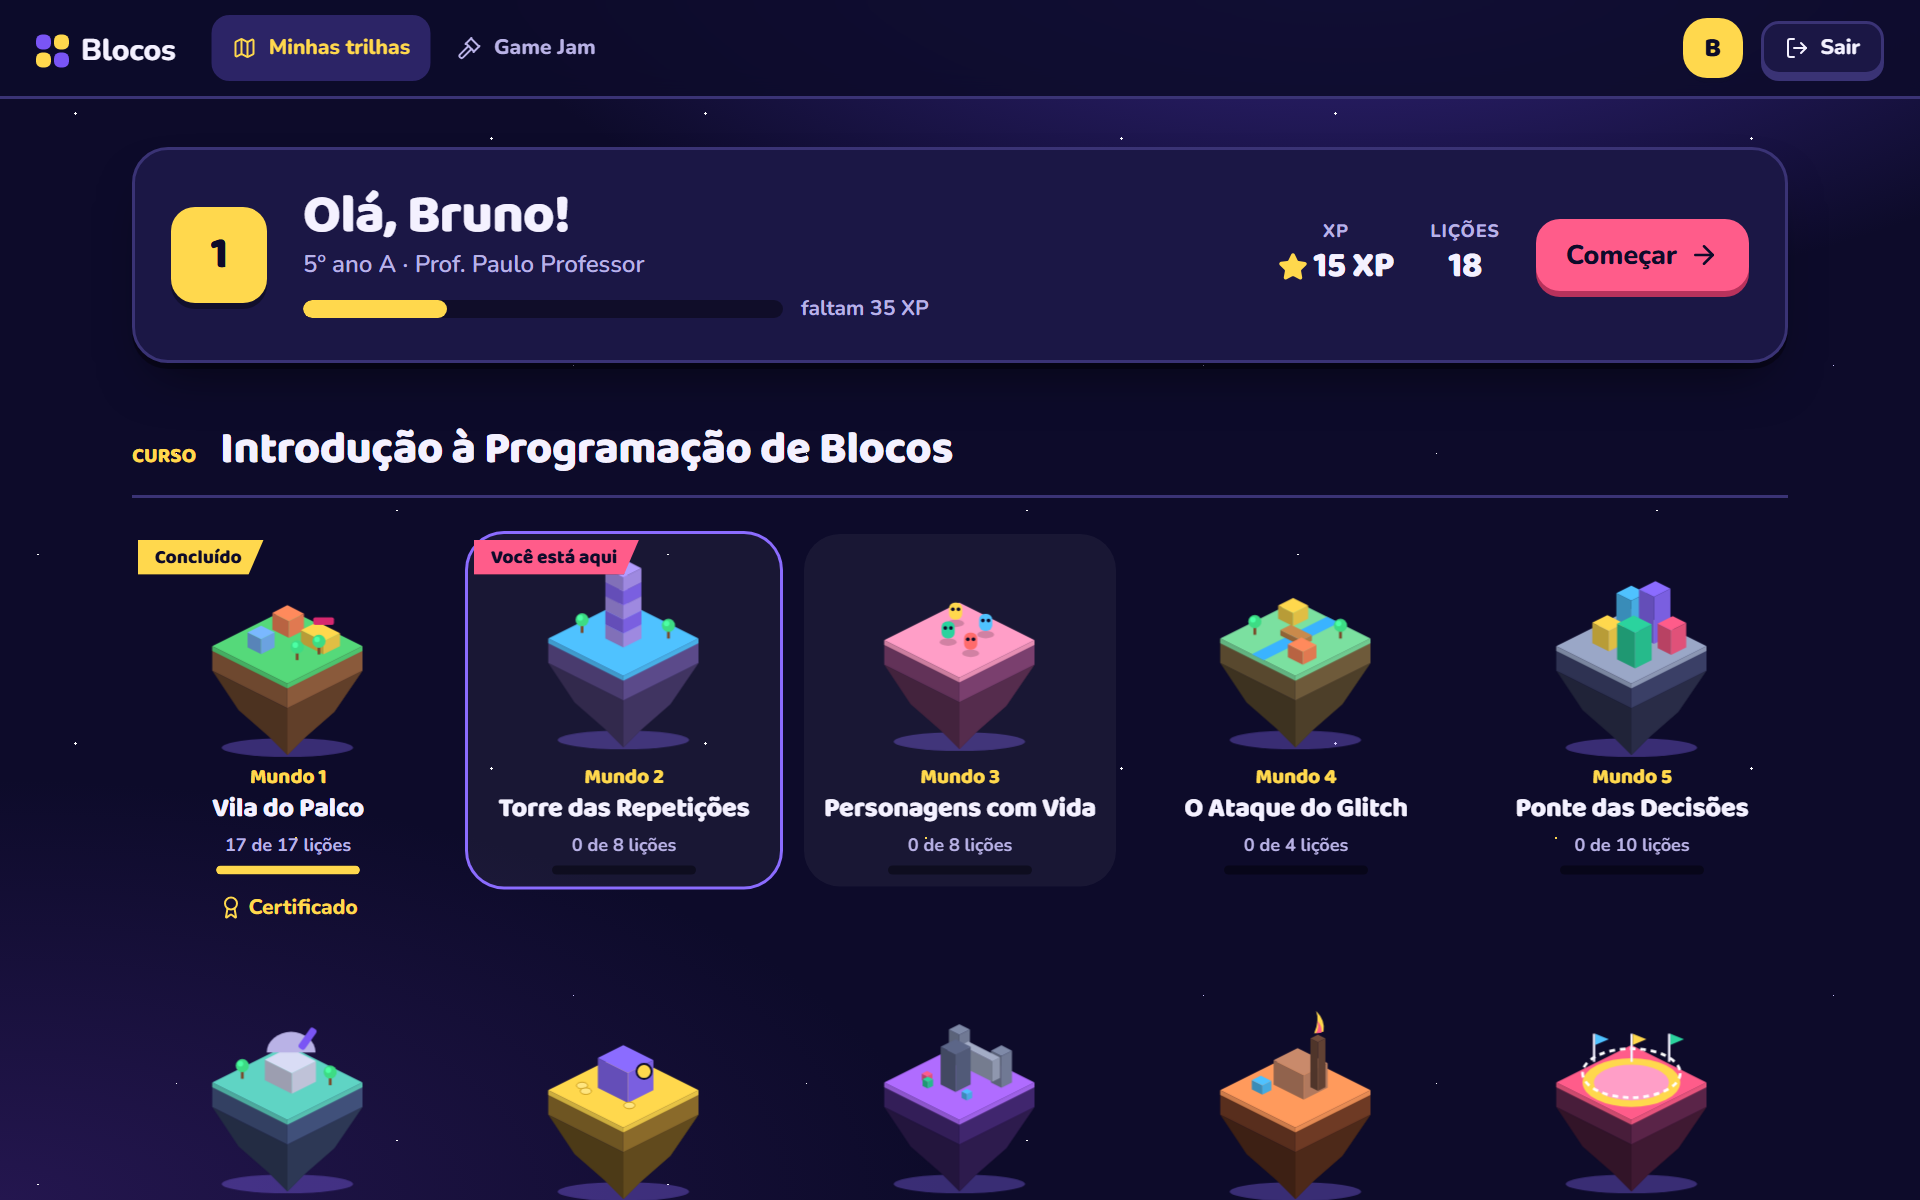 Blocos
Minhas trilhas
Game Jam
B
Sair
1
Olá, Bruno!
5º ano A · Prof. Paulo Professor
faltam 35 XP
XP
15 XP
LIÇÕES
18
Começar
CURSO
Introdução à Programação de Blocos
Concluído
Mundo 1
Vila do Palco
17 de 17 lições
Certificado
Você está aqui
Mundo 2
Torre das Repetições
0 de 8 lições
Mundo 3
Personagens com Vida
0 de 8 lições
Mundo 4
O Ataque do Glitch
0 de 4 lições
Mundo 5
Ponte das Decisões
0 de 10 lições